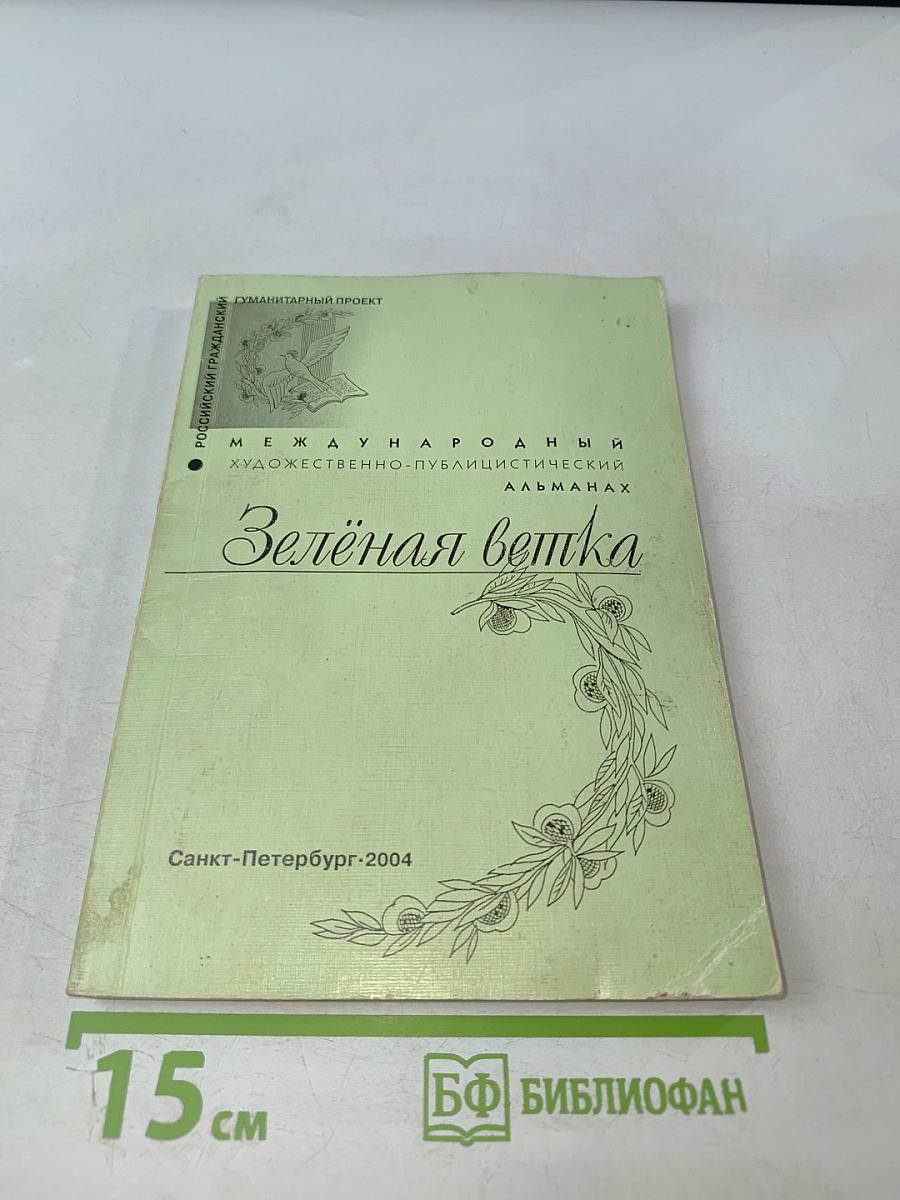 ГУМАНИТАРНЫЙ ПРОЕКТ
РОССИЙСКИЙ ГРАЖДАНСКИЙ
МЕЖДУНАРОДНЫЙ
ХУДОЖЕСТВЕННО-ПУБЛИЦИСТИЧЕСКИЙ
АЛЬМАНАХ
Зелёная ветка
Санкт-Петербург·2004
15 см
БФ БИБЛИОФАН